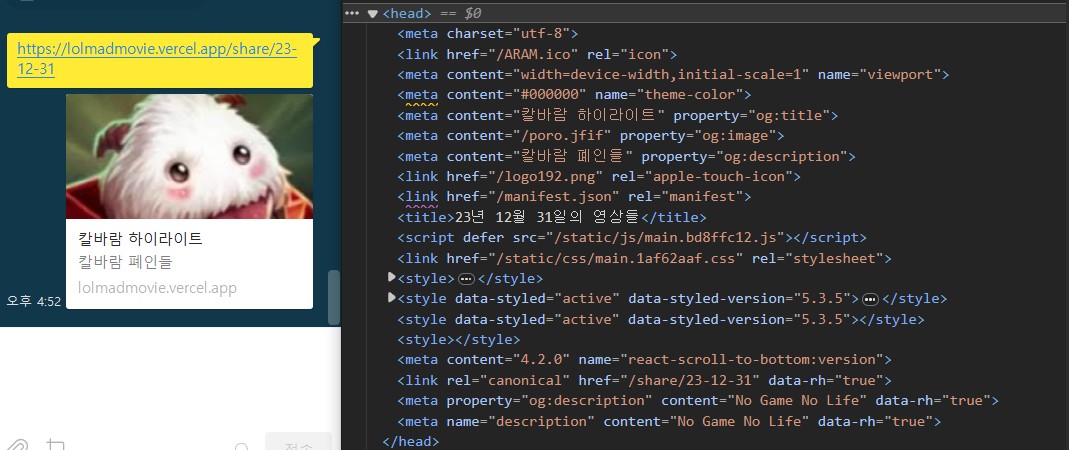 https://lolmadmovie.vercel.app/share/23-
12-31
칼바람 하이라이트
칼바람 폐인들
lolmadmovie.vercel.app
오후 4:52
전송
••• ▼<head> == $0
<meta charset="utf-8">
<link href="/ARAM.ico" rel="icon">
<meta content="width=device-width,initial-scale=1" name="viewport">
<meta content="#000000" name="theme-color">
<meta content="칼바람 하이라이트" property="og:title">
<meta content="/poro.jfif" property="og:image">
<meta content="칼바람 폐인들" property="og:description">
<link href="/logo192.png" rel="apple-touch-icon">
<link href="/manifest.json" rel="manifest">
<title>23년 12월 31일의 영상들</title>
<script defer src="/static/js/main.bd8ffc12.js"></script>
<link href="/static/css/main.1af62aaf.css" rel="stylesheet">
▶<style>•••</style>
▶<style data-styled="active" data-styled-version="5.3.5">•••</style>
<style data-styled="active" data-styled-version="5.3.5"></style>
<style></style>
<meta content="4.2.0" name="react-scroll-to-bottom:version">
<link rel="canonical" href="/share/23-12-31" data-rh="true">
<meta property="og:description" content="No Game No Life" data-rh="true">
<meta name="description" content="No Game No Life" data-rh="true">
</head>